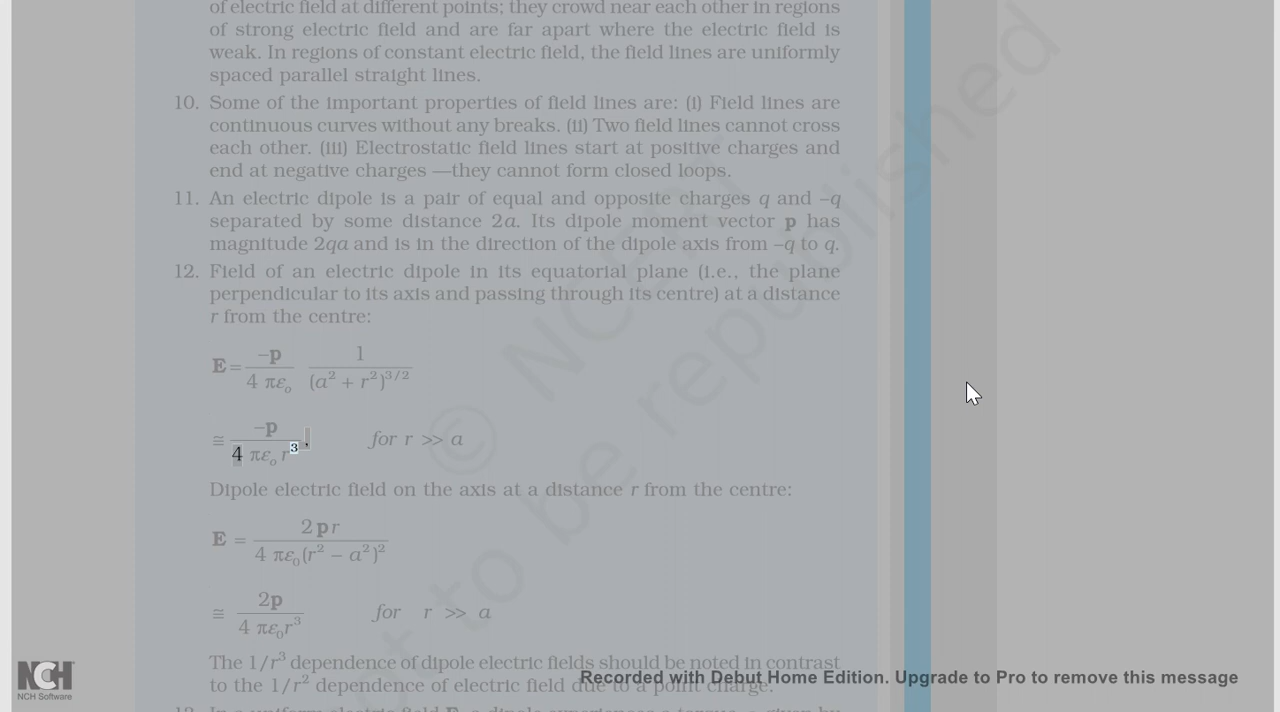 of electric field at different points; they crowd near each other in regions
of strong electric field and are far apart where the electric field is
weak. In regions of constant electric field, the field lines are uniformly
spaced parallel straight lines.
10. Some of the important properties of field lines are: (i) Field lines are
continuous curves without any breaks. (ii) Two field lines cannot cross
each other. (iii) Electrostatic field lines start at positive charges and
end at negative charges —they cannot form closed loops.
11. An electric dipole is a pair of equal and opposite charges q and –q
separated by some distance 2a. Its dipole moment vector p has
magnitude 2qa and is in the direction of the dipole axis from –q to q.
12. Field of an electric dipole in its equatorial plane (i.e., the plane
perpendicular to its axis and passing through its centre) at a distance
r from the centre:
E = –p / 4 πεo 1 / (a² + r²)^3/2
≅ –p / 4 πεo r³ , for r >> a
Dipole electric field on the axis at a distance r from the centre:
E = 2 p r / 4 πε0(r² – a²)²
≅ 2p / 4 πε0r³ for r >> a
The 1/r³ dependence of dipole electric fields should be noted in contrast
to the 1/r² dependence of electric field due to a point charge.
© NCERT
not to be republished
NCH
NCH Software
Recorded with Debut Home Edition. Upgrade to Pro to remove this message